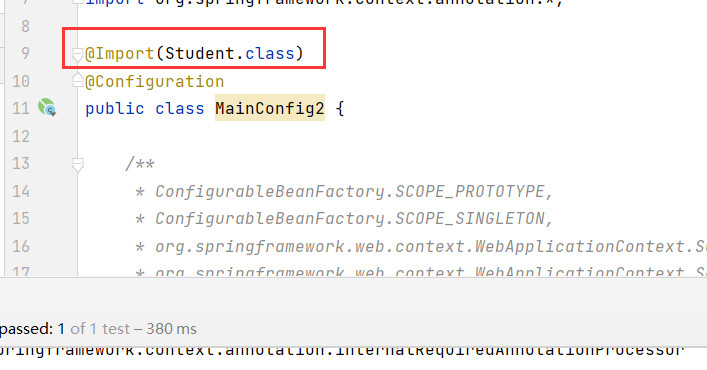 7 import org.springframework.context.annotation.*;
8
9 @Import(Student.class)
10 @Configuration
11 public class MainConfig2 {
12
13 /**
14 * ConfigurableBeanFactory.SCOPE_PROTOTYPE,
15 * ConfigurableBeanFactory.SCOPE_SINGLETON,
16 * org.springframework.web.context.WebApplicationContext.S
17 * org.springframework.web.context.WebApplicationContext.S
passed: 1 of 1 test – 380 ms
pringframework.context.annotation.internalRequiredAnnotationProcessor